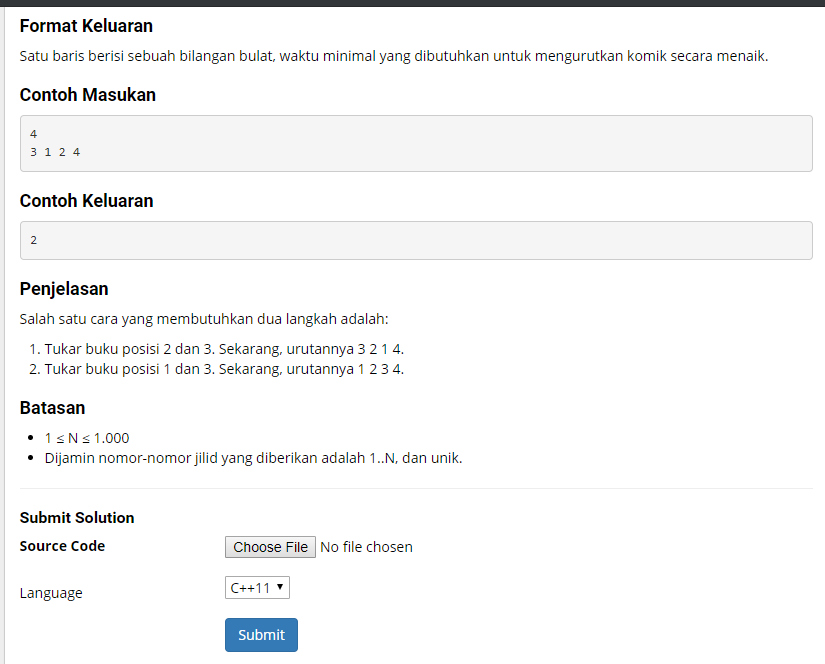 Format Keluaran
Satu baris berisi sebuah bilangan bulat, waktu minimal yang dibutuhkan untuk mengurutkan komik secara menaik.
Contoh Masukan
4
3 1 2 4
Contoh Keluaran
2
Penjelasan
Salah satu cara yang membutuhkan dua langkah adalah:
1. Tukar buku posisi 2 dan 3. Sekarang, urutannya 3 2 1 4.
2. Tukar buku posisi 1 dan 3. Sekarang, urutannya 1 2 3 4.
Batasan
• 1 ≤ N ≤ 1.000
• Dijamin nomor-nomor jilid yang diberikan adalah 1..N, dan unik.
Submit Solution
Source Code Choose File No file chosen
Language C++11 ▼
Submit